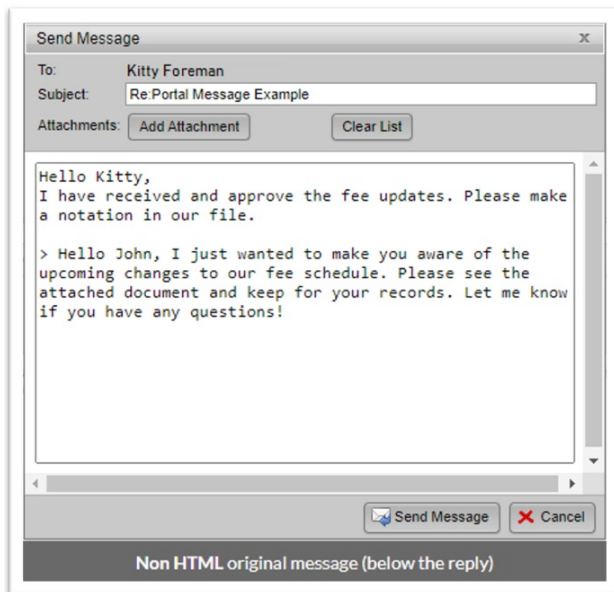 Send Message x
To: Kitty Foreman
Subject: Re:Portal Message Example
Attachments: Add Attachment Clear List
Hello Kitty,
I have received and approve the fee updates. Please make
a notation in our file.
> Hello John, I just wanted to make you aware of the
upcoming changes to our fee schedule. Please see the
attached document and keep for your records. Let me know
if you have any questions!
Send Message Cancel
Non HTML original message (below the reply)